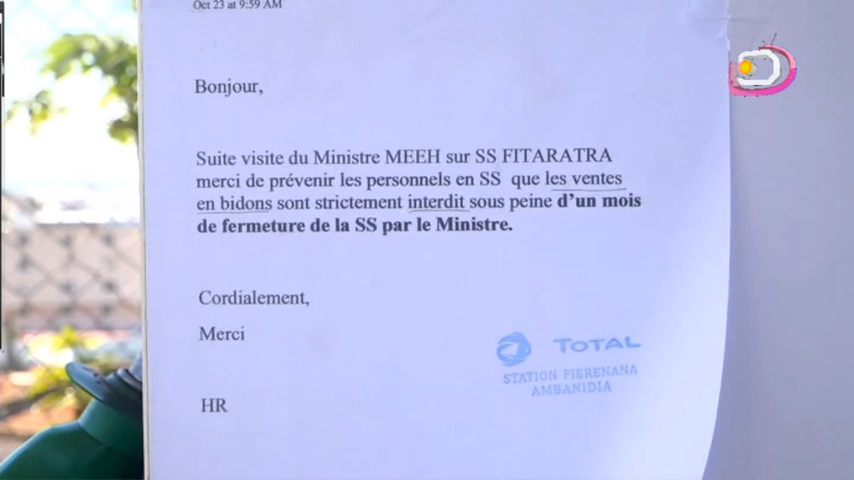 Oct 23 at 9:59 AM
Bonjour,
Suite visite du Ministre MEEH sur SS FITARATRA
merci de prévenir les personnels en SS que les ventes
en bidons sont strictement interdit sous peine d'un mois
de fermeture de la SS par le Ministre.
Cordialement,
Merci
TOTAL
STATION FIERENANA
AMBANIDIA
HR